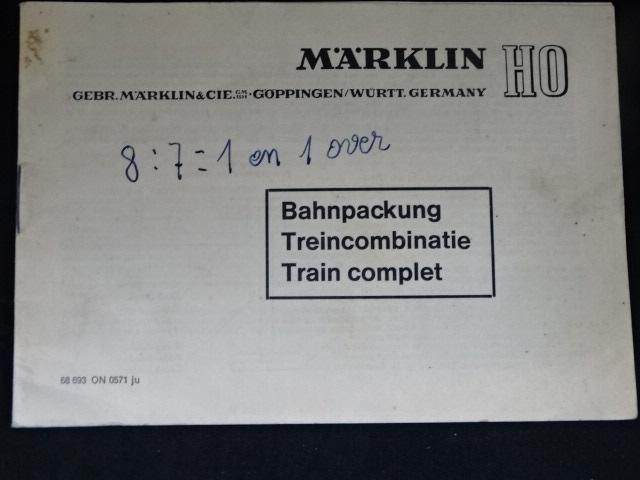 MÄRKLIN HO
GEBR. MÄRKLIN & CIE. GMBH · GÖPPINGEN/WÜRTT. GERMANY
8 : 7 = 1 en 1 over
Bahnpackung
Treincombinatie
Train complet
68 693 ON 0571 ju